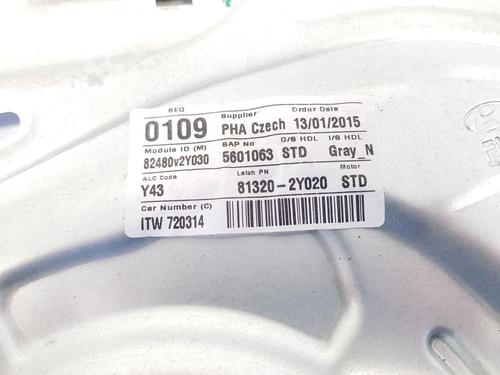 SEQ Supplier Order Date
0109 PHA Czech 13/01/2015
Module ID (M) SAP No O/S HDL I/S HDL
82480v2Y030 5601063 STD Gray_N
ALC Code Latch PN Motor
Y43 81320-2Y020 STD
Car Number (C)
ITW 720314